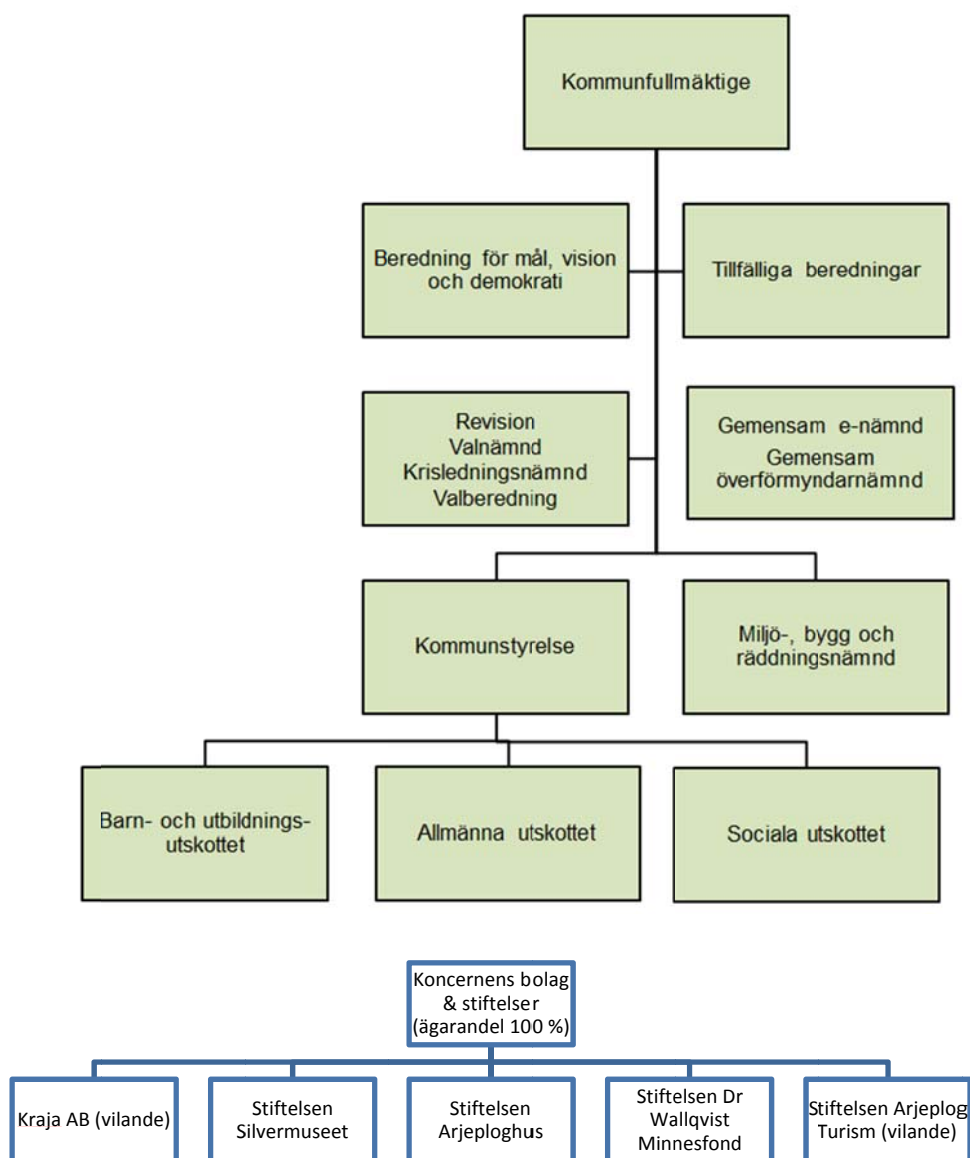 Kommunfullmäktige
Beredning för mål, vision
och demokrati
Tillfälliga beredningar
Revision
Valnämnd
Krisledningsnämnd
Valberedning
Gemensam e-nämnd
Gemensam
överförmyndarnämnd
Kommunstyrelse
Miljö-, bygg och
räddningsnämnd
Barn- och utbildnings-
utskottet
Allmänna utskottet
Sociala utskottet
Koncernens bolag
& stiftelser
(ägarandel 100 %)
Kraja AB (vilande)
Stiftelsen
Silvermuseet
Stiftelsen
Arjeploghus
Stiftelsen Dr
Wallqvist
Minnesfond
Stiftelsen Arjeplog
Turism (vilande)